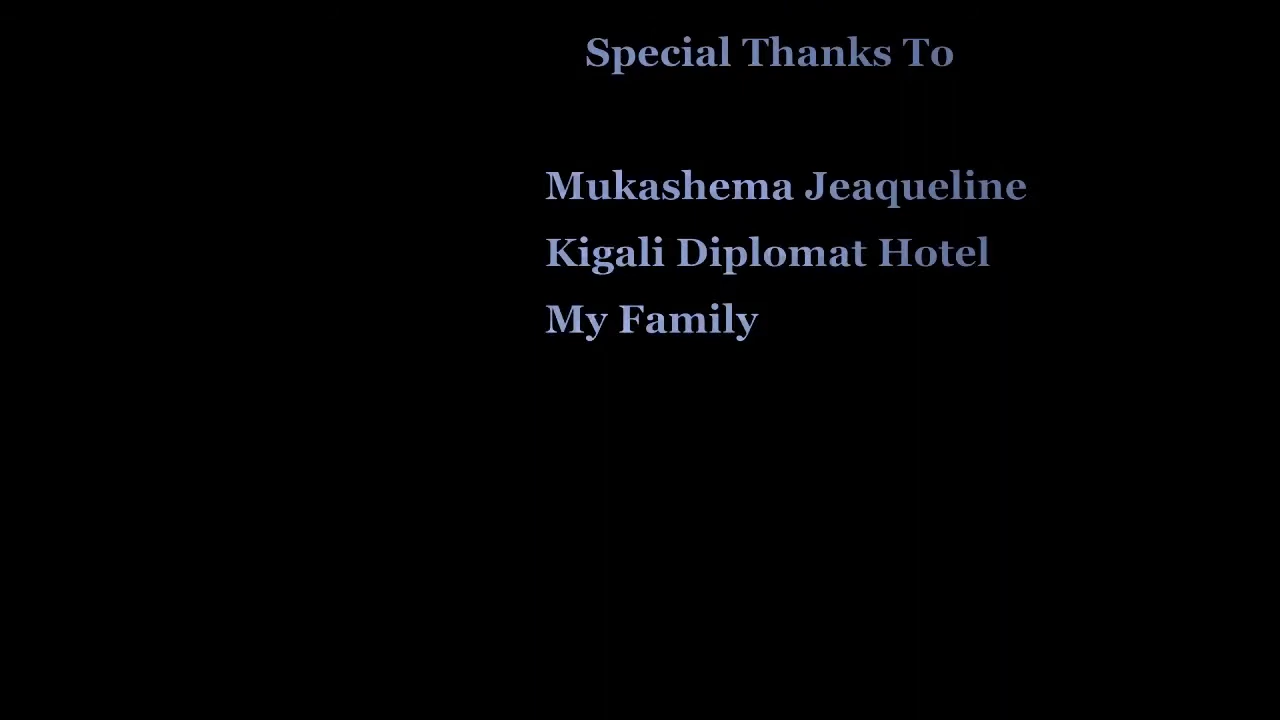 Special Thanks To
Mukashema Jeaqueline
Kigali Diplomat Hotel
My Family